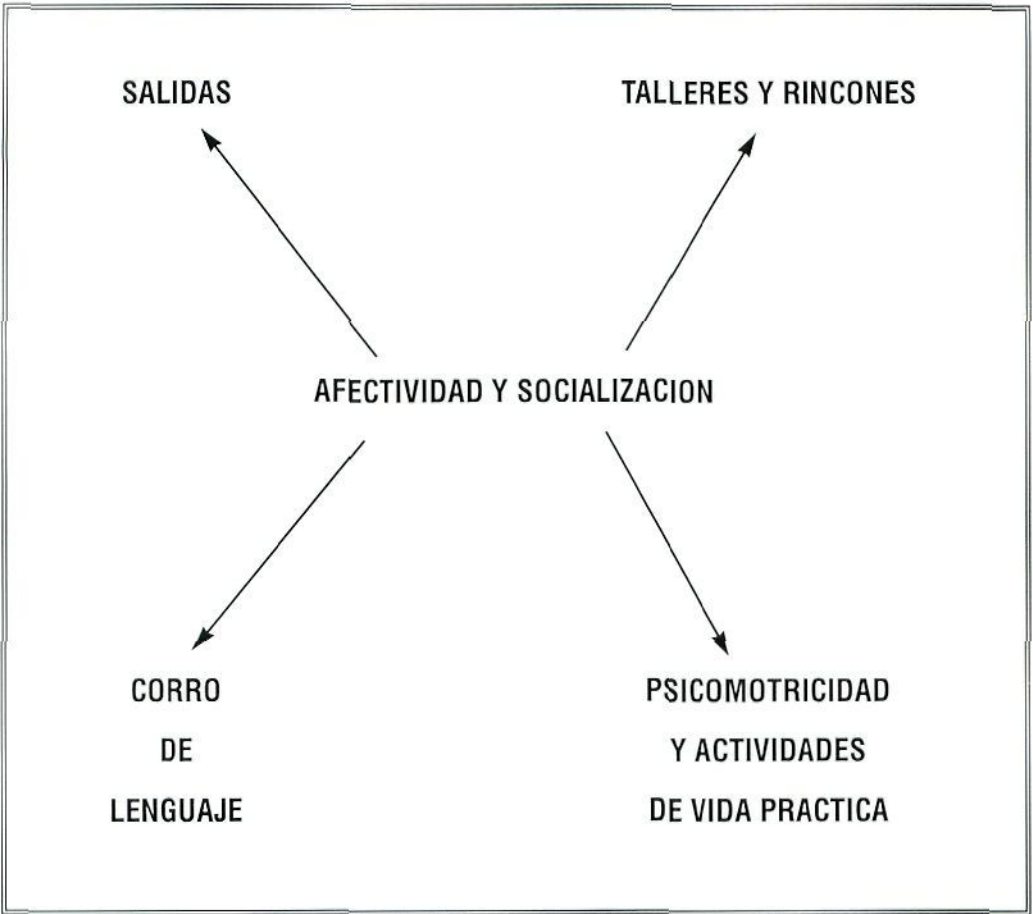 SALIDAS
TALLERES Y RINCONES
AFECTIVIDAD Y SOCIALIZACION
CORRO
DE
LENGUAJE
PSICOMOTRICIDAD
Y ACTIVIDADES
DE VIDA PRACTICA